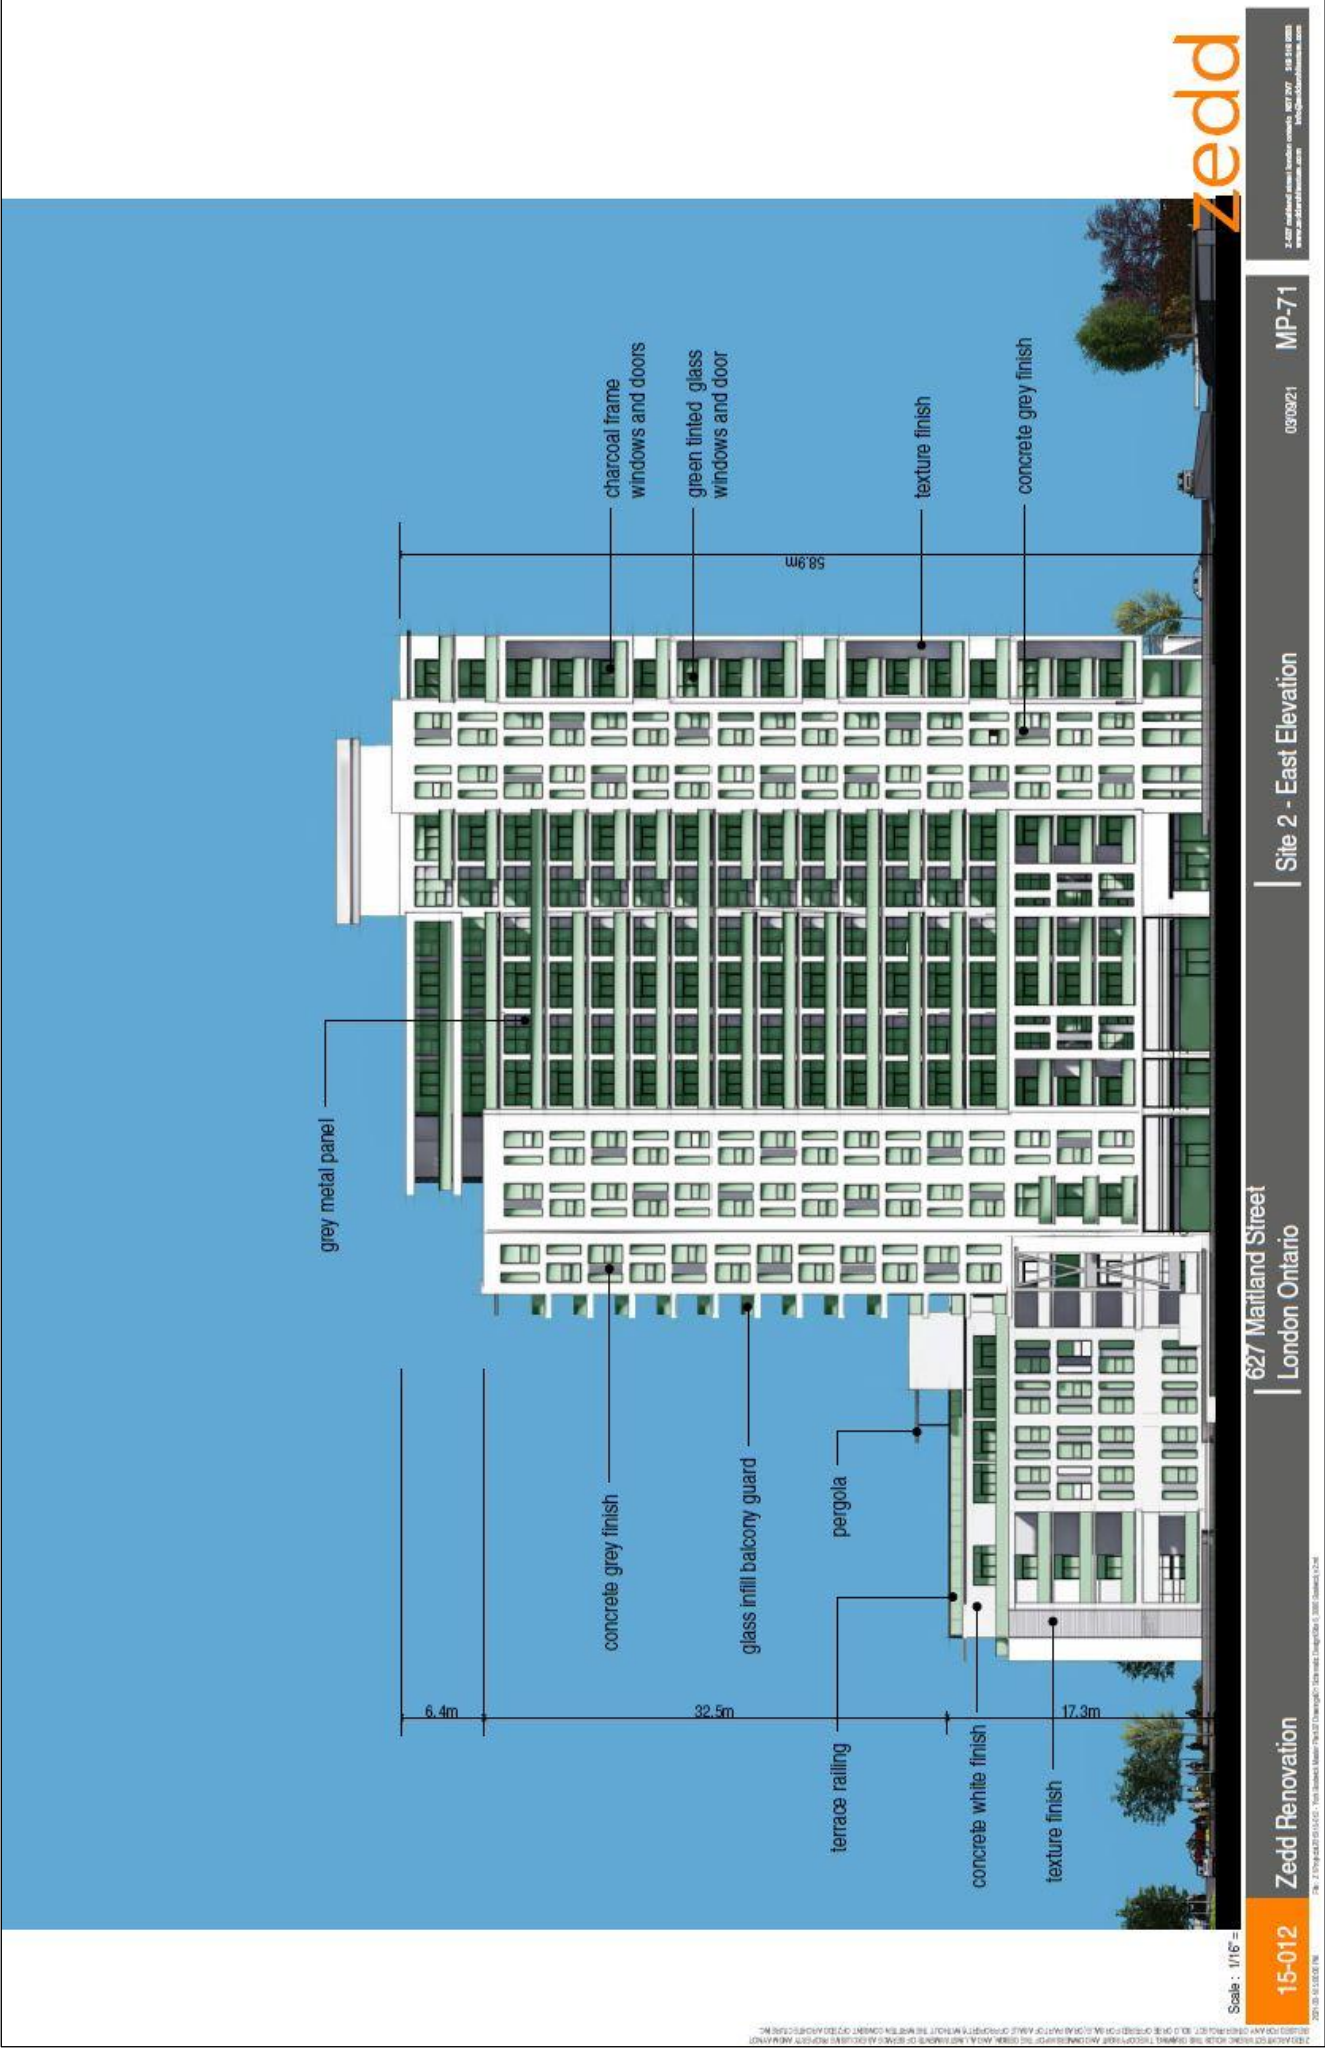 grey metal panel
charcoal frame
windows and doors
green tinted glass
windows and door
texture finish
concrete grey finish
58.9m
concrete grey finish
glass infill balcony guard
pergola
terrace railing
concrete white finish
texture finish
6.4m
32.5m
17.3m
Scale : 1/16" =
zedd
15-012
Zedd Renovation
627 Maitland Street
London Ontario
Site 2 - East Elevation
03/09/21
MP-71